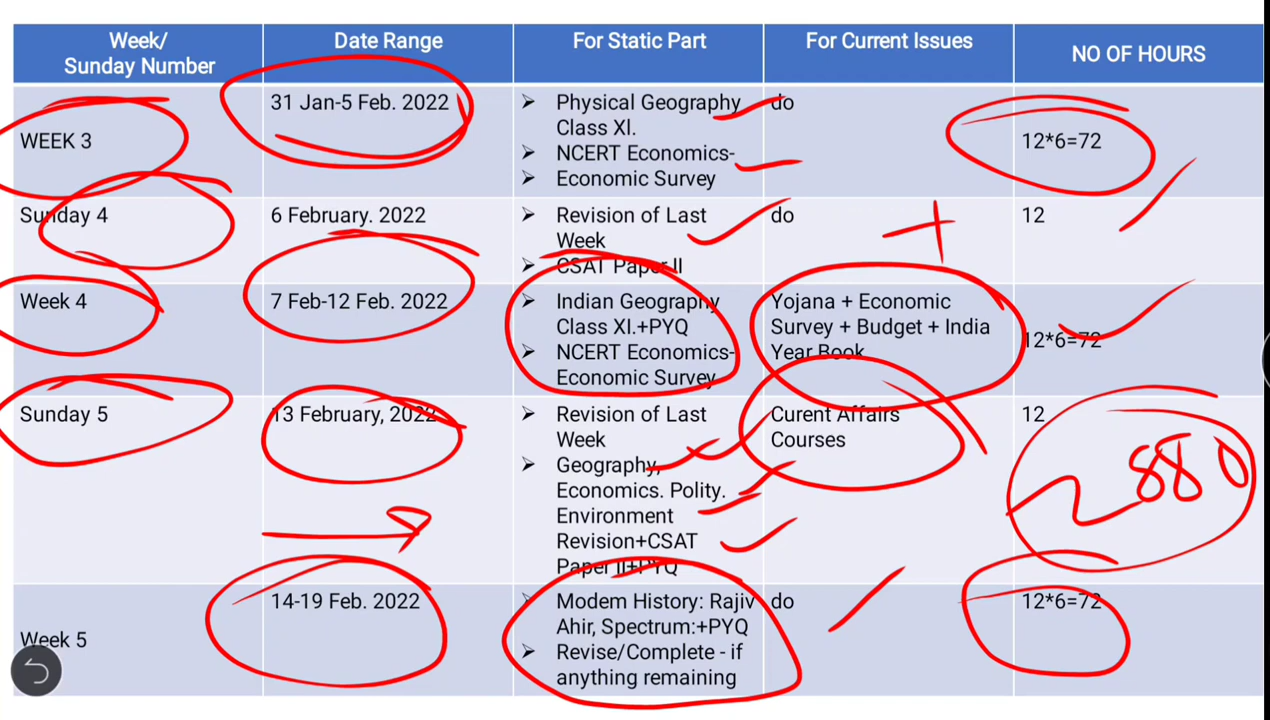 Week/
Sunday Number
Date Range
For Static Part
For Current Issues
NO OF HOURS
WEEK 3
31 Jan-5 Feb. 2022
➢ Physical Geography
Class XI.
➢ NCERT Economics-
➢ Economic Survey
do
12*6=72
Sunday 4
6 February. 2022
➢ Revision of Last
Week
➢ CSAT Paper II
do
12
Week 4
7 Feb-12 Feb. 2022
➢ Indian Geography
Class XI.+PYQ
➢ NCERT Economics-
Economic Survey
Yojana + Economic
Survey + Budget + India
Year Book
12*6=72
Sunday 5
13 February, 2022
➢ Revision of Last
Week
➢ Geography,
Economics. Polity.
Environment
Revision+CSAT
Paper II+PYQ
Curent Affairs
Courses
12
~880
Week 5
14-19 Feb. 2022
➢ Modem History: Rajiv
Ahir, Spectrum:+PYQ
➢ Revise/Complete - if
anything remaining
do
12*6=72